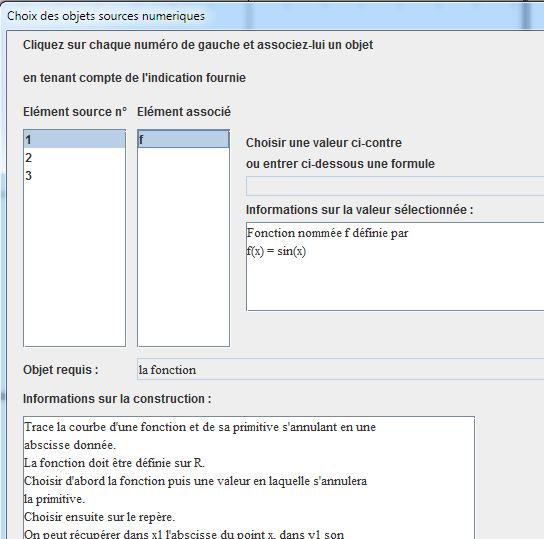 Choix des objets sources numeriques
Cliquez sur chaque numéro de gauche et associez-lui un objet
en tenant compte de l'indication fournie
Elément source n° Elément associé
1
f
2
3
Choisir une valeur ci-contre
ou entrer ci-dessous une formule
Informations sur la valeur sélectionnée :
Fonction nommée f définie par
f(x) = sin(x)
Objet requis : la fonction
Informations sur la construction :
Trace la courbe d'une fonction et de sa primitive s'annulant en une
abscisse donnée.
La fonction doit être définie sur R.
Choisir d'abord la fonction puis une valeur en laquelle s'annulera
la primitive.
Choisir ensuite sur le repère.
On peut récupérer dans x1 l'abscisse du point x, dans y1 son